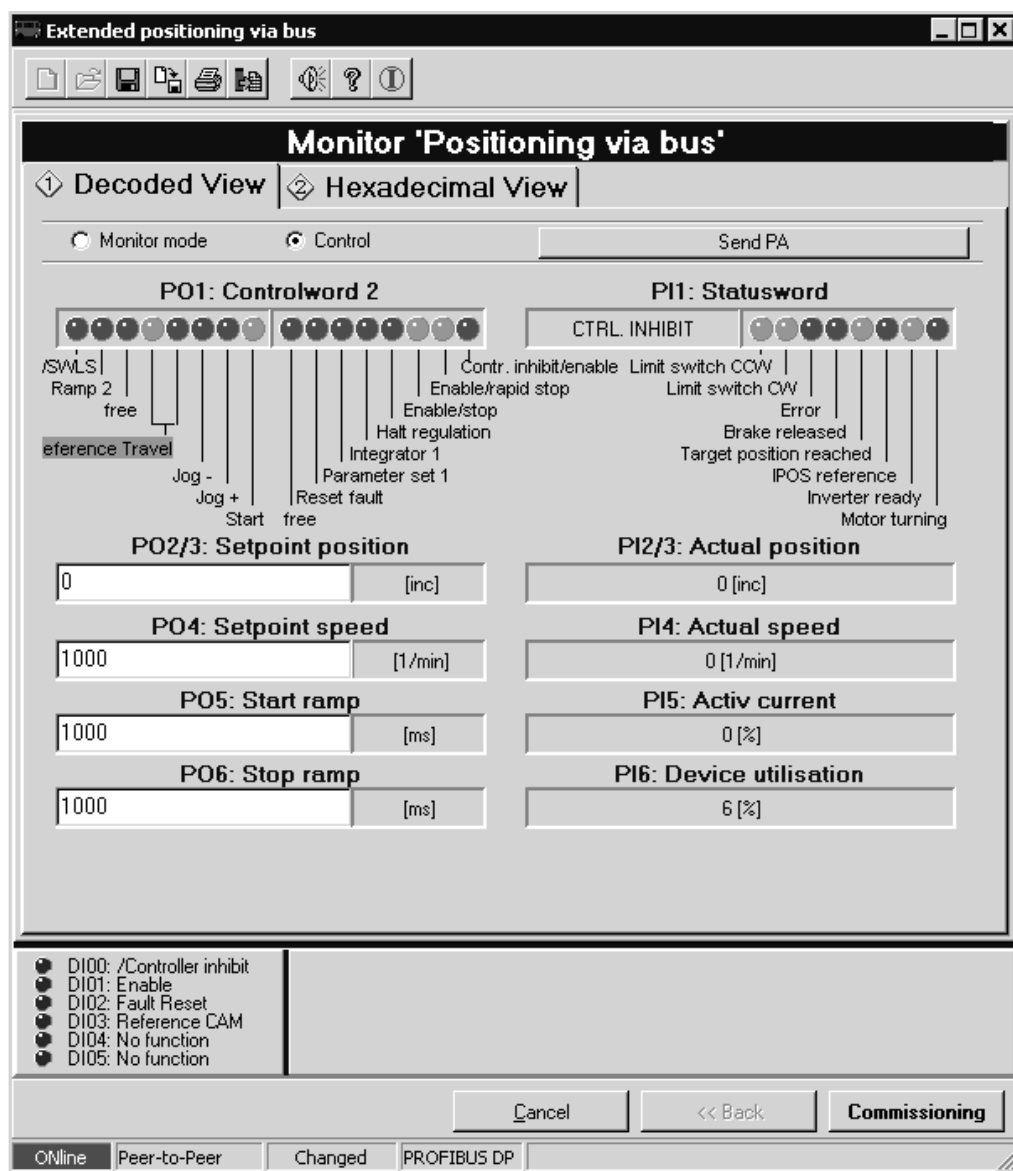 Extended positioning via bus
Monitor 'Positioning via bus'
1 Decoded View
2 Hexadecimal View
Monitor mode
Control
Send PA
PO1: Controlword 2
PI1: Statusword
CTRL. INHIBIT
/SWLS
Ramp 2
free
eference Travel
Jog -
Jog +
Start
free
Reset fault
Parameter set 1
Integrator 1
Halt regulation
Enable/stop
Enable/rapid stop
Contr. inhibit/enable
Limit switch CCW
Limit switch CW
Error
Brake released
Target position reached
IPOS reference
Inverter ready
Motor turning
PO2/3: Setpoint position
0 [inc]
PI2/3: Actual position
0 [inc]
PO4: Setpoint speed
1000 [1/min]
PI4: Actual speed
0 [1/min]
PO5: Start ramp
1000 [ms]
PI5: Activ current
0 [%]
PO6: Stop ramp
1000 [ms]
PI6: Device utilisation
6 [%]
DI00: /Controller inhibit
DI01: Enable
DI02: Fault Reset
DI03: Reference CAM
DI04: No function
DI05: No function
Cancel
<< Back
Commissioning
ONline
Peer-to-Peer
Changed
PROFIBUS DP